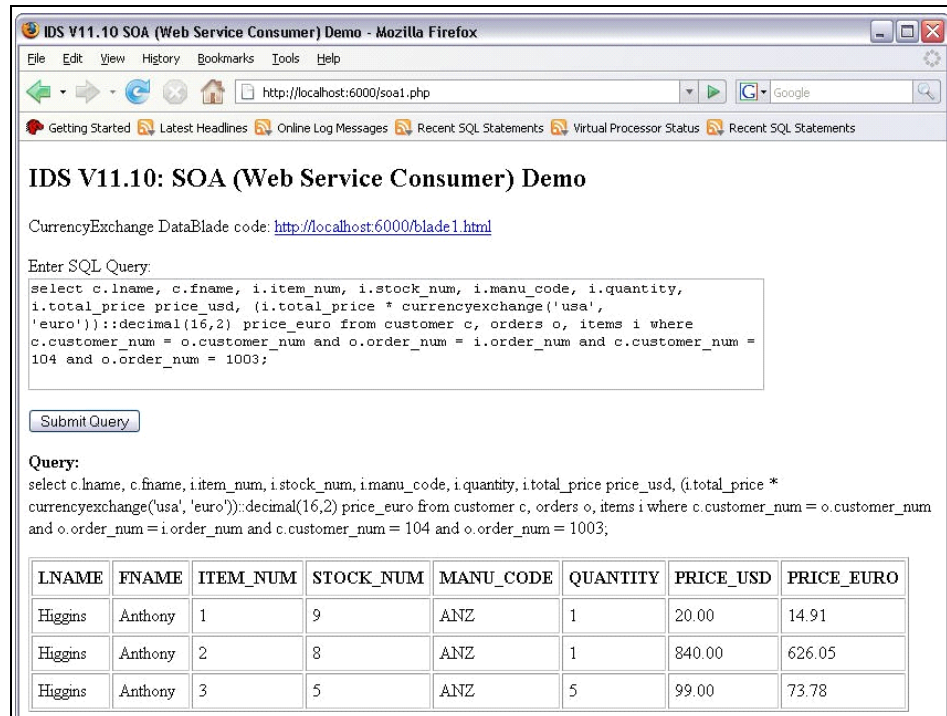 IDS V11.10 SOA (Web Service Consumer) Demo - Mozilla Firefox
File Edit View History Bookmarks Tools Help
http://localhost:6000/soa1.php G Google
Getting Started Latest Headlines Online Log Messages Recent SQL Statements Virtual Processor Status Recent SQL Statements
IDS V11.10: SOA (Web Service Consumer) Demo
CurrencyExchange DataBlade code: http://localhost:6000/blade1.html
Enter SQL Query:
select c.lname, c.fname, i.item_num, i.stock_num, i.manu_code, i.quantity,
i.total_price price_usd, (i.total_price * currencyexchange('usa',
'euro'))::decimal(16,2) price_euro from customer c, orders o, items i where
c.customer_num = o.customer_num and o.order_num = i.order_num and c.customer_num =
104 and o.order_num = 1003;
Submit Query
Query:
select c.lname, c.fname, i.item_num, i.stock_num, i.manu_code, i.quantity, i.total_price price_usd, (i.total_price *
currencyexchange('usa', 'euro'))::decimal(16,2) price_euro from customer c, orders o, items i where c.customer_num = o.customer_num
and o.order_num = i.order_num and c.customer_num = 104 and o.order_num = 1003;
LNAME FNAME ITEM_NUM STOCK_NUM MANU_CODE QUANTITY PRICE_USD PRICE_EURO
Higgins Anthony 1 9 ANZ 1 20.00 14.91
Higgins Anthony 2 8 ANZ 1 840.00 626.05
Higgins Anthony 3 5 ANZ 5 99.00 73.78